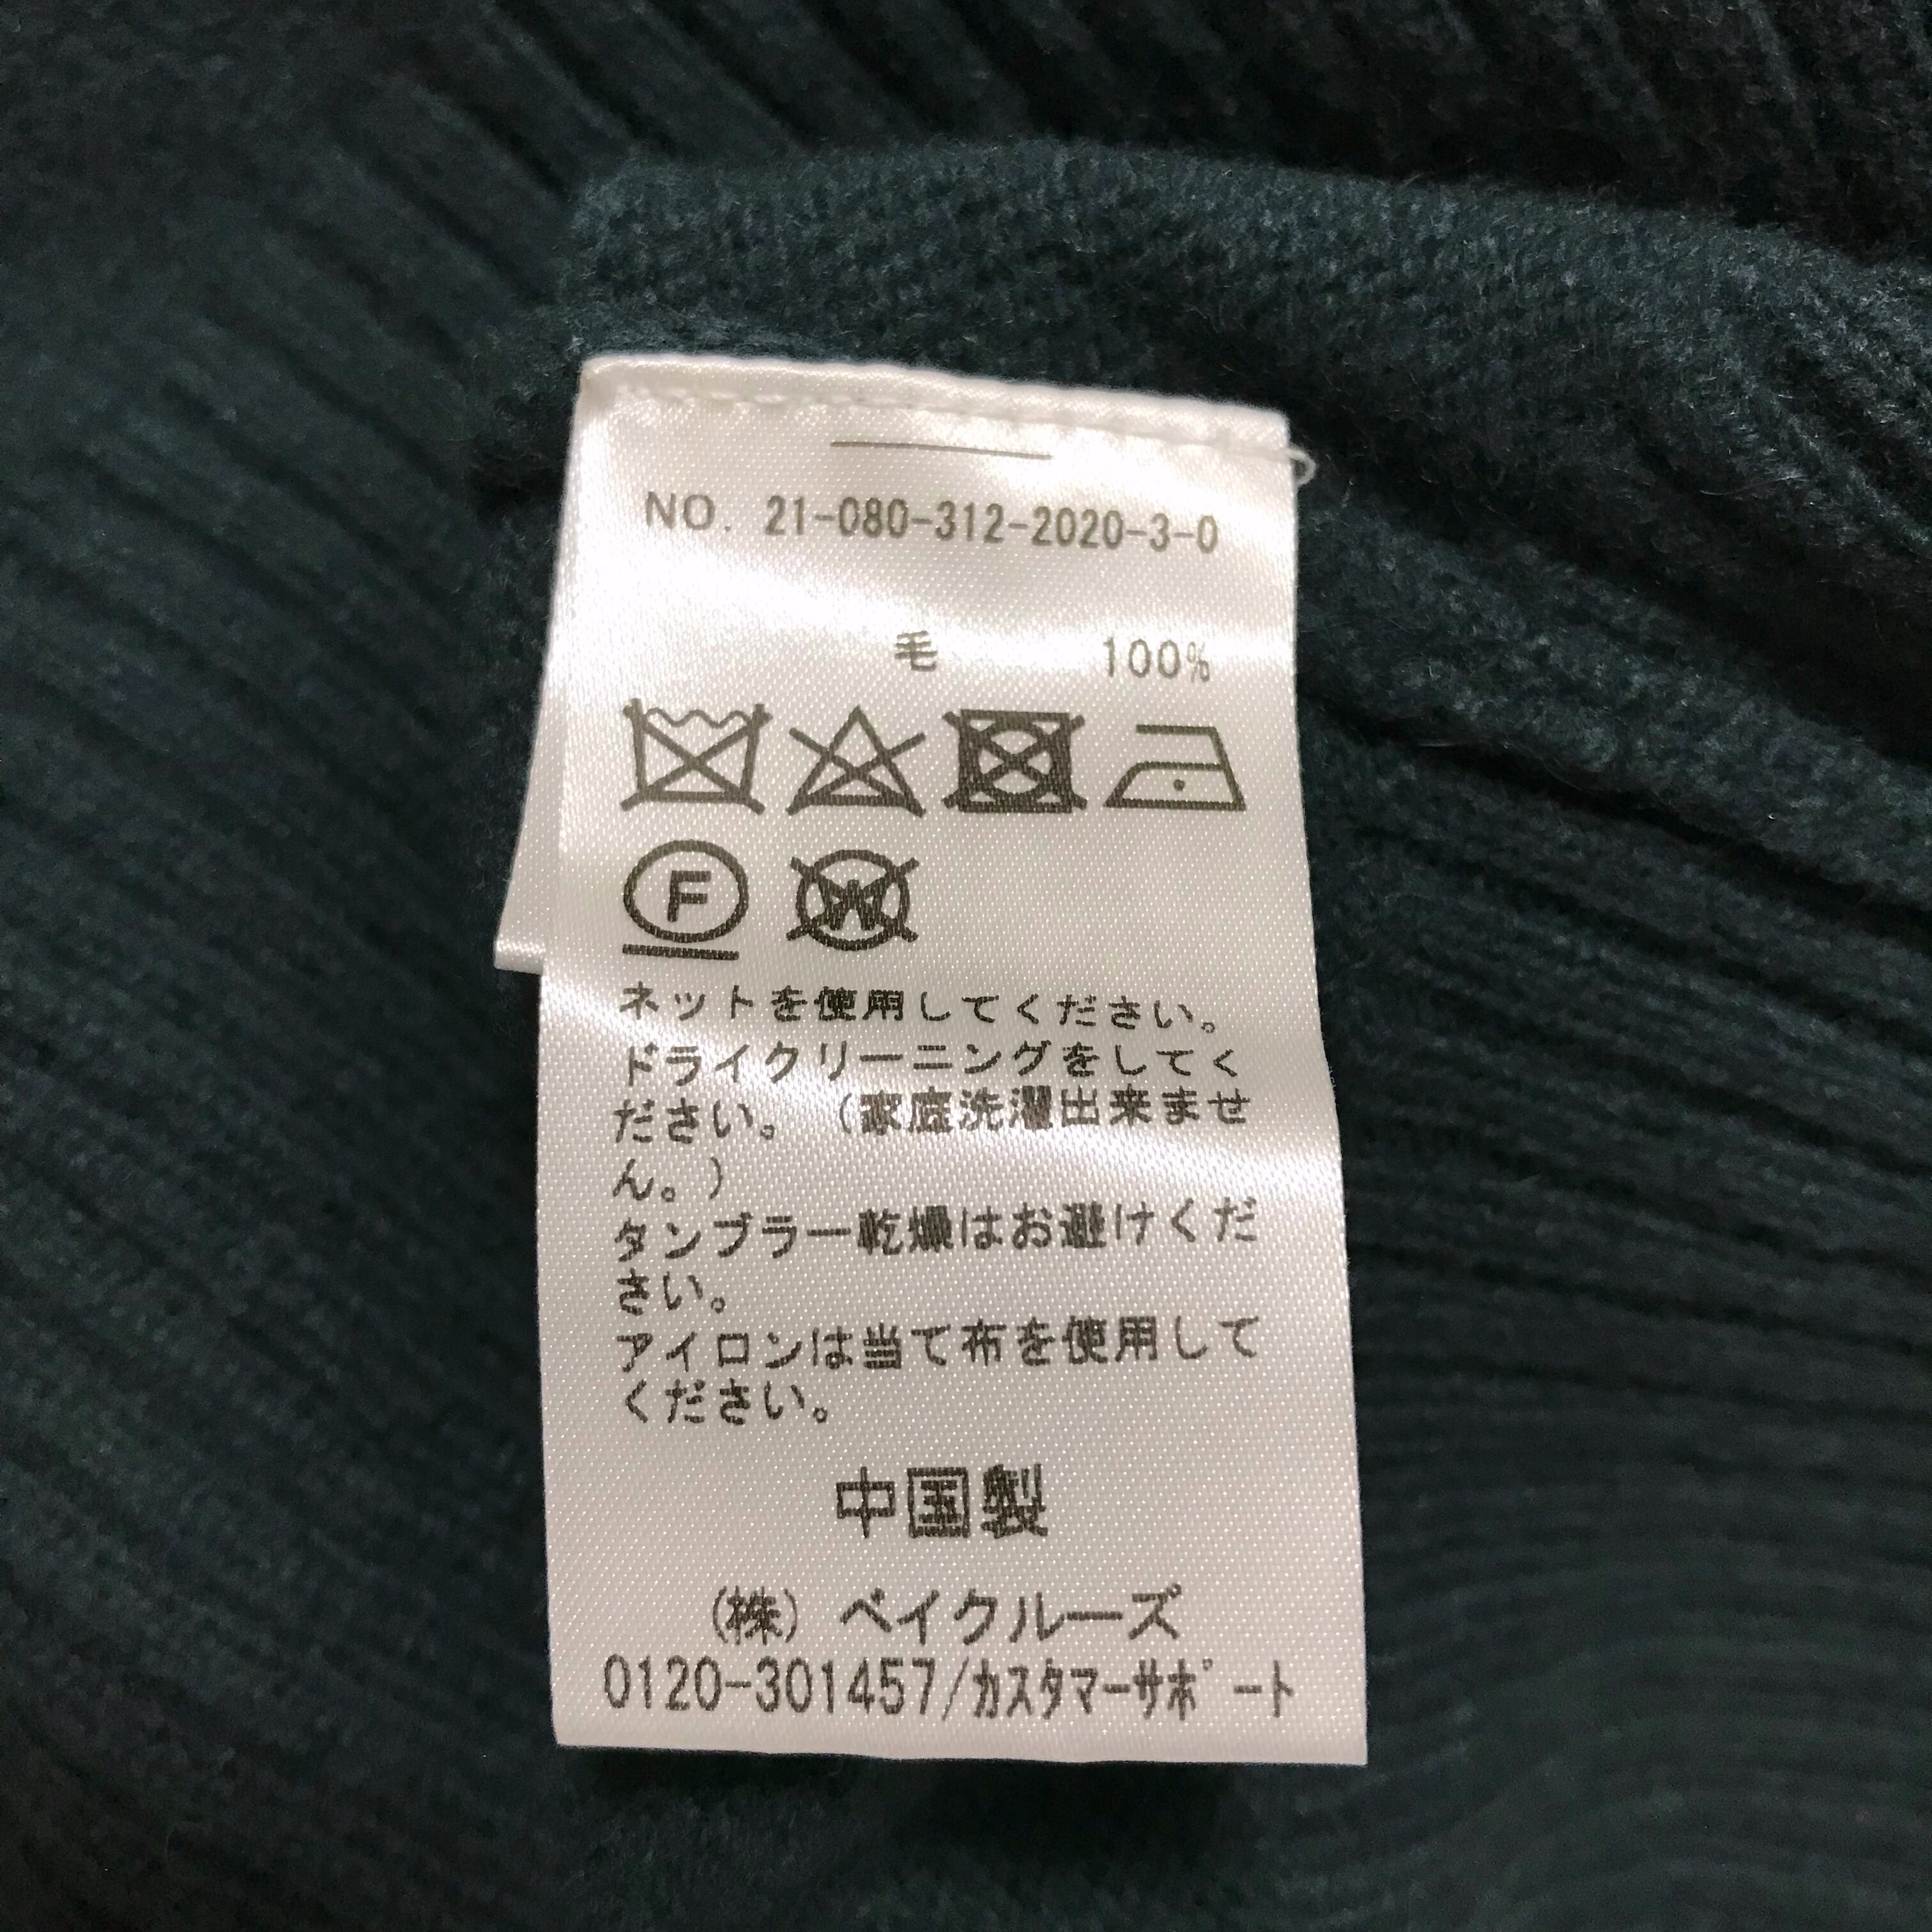 NO. 21-080-312-2020-3-0
毛 100%
F
W
ネットを使用してください。
ドライクリーニングをしてく
ださい。（家庭洗濯出来ませ
ん。）
タンブラー乾燥はお避けくだ
さい。
アイロンは当て布を使用して
ください。
中国製
(株) ベイクルーズ
0120-301457/カスタマーサポート